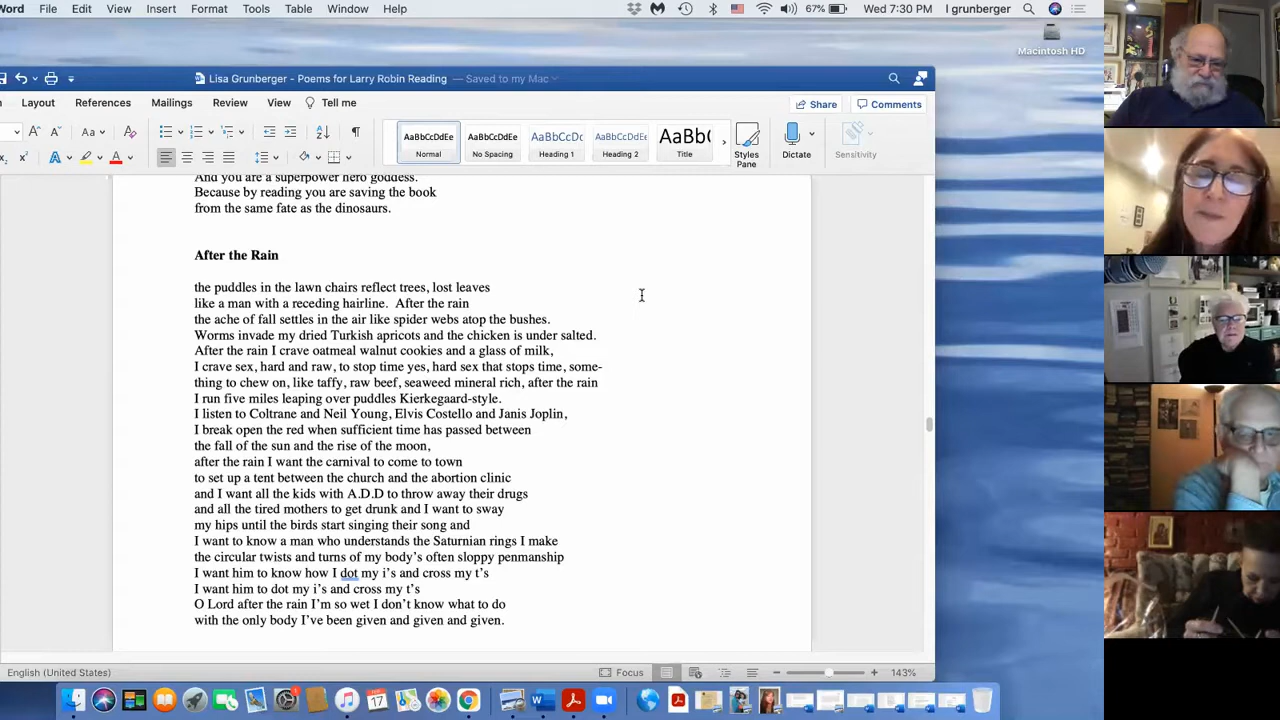 Word File Edit View Insert Format Tools Table Window Help 67% Wed 7:30 PM l grunberger
Macintosh HD
Lisa Grunberger - Poems for Larry Robin Reading — Saved to my Mac
Layout References Mailings Review View Tell me Share Comments
Aa
AaBbCcDdEe AaBbCcDdEe AaBbCcDc AaBbCcDdEe AaBb(
Normal No Spacing Heading 1 Heading 2 Title Styles Pane Dictate Sensitivity
And you are a superpower hero goddess.
Because by reading you are saving the book
from the same fate as the dinosaurs.
After the Rain
the puddles in the lawn chairs reflect trees, lost leaves
like a man with a receding hairline.  After the rain
the ache of fall settles in the air like spider webs atop the bushes.
Worms invade my dried Turkish apricots and the chicken is under salted.
After the rain I crave oatmeal walnut cookies and a glass of milk,
I crave sex, hard and raw, to stop time yes, hard sex that stops time, some-
thing to chew on, like taffy, raw beef, seaweed mineral rich, after the rain
I run five miles leaping over puddles Kierkegaard-style.
I listen to Coltrane and Neil Young, Elvis Costello and Janis Joplin,
I break open the red when sufficient time has passed between
the fall of the sun and the rise of the moon,
after the rain I want the carnival to come to town
to set up a tent between the church and the abortion clinic
and I want all the kids with A.D.D to throw away their drugs
and all the tired mothers to get drunk and I want to sway
my hips until the birds start singing their song and
I want to know a man who understands the Saturnian rings I make
the circular twists and turns of my body's often sloppy penmanship
I want him to know how I dot my i's and cross my t's
I want him to dot my i's and cross my t's
O Lord after the rain I'm so wet I don't know what to do
with the only body I've been given and given and given.
English (United States) Focus 143%
17